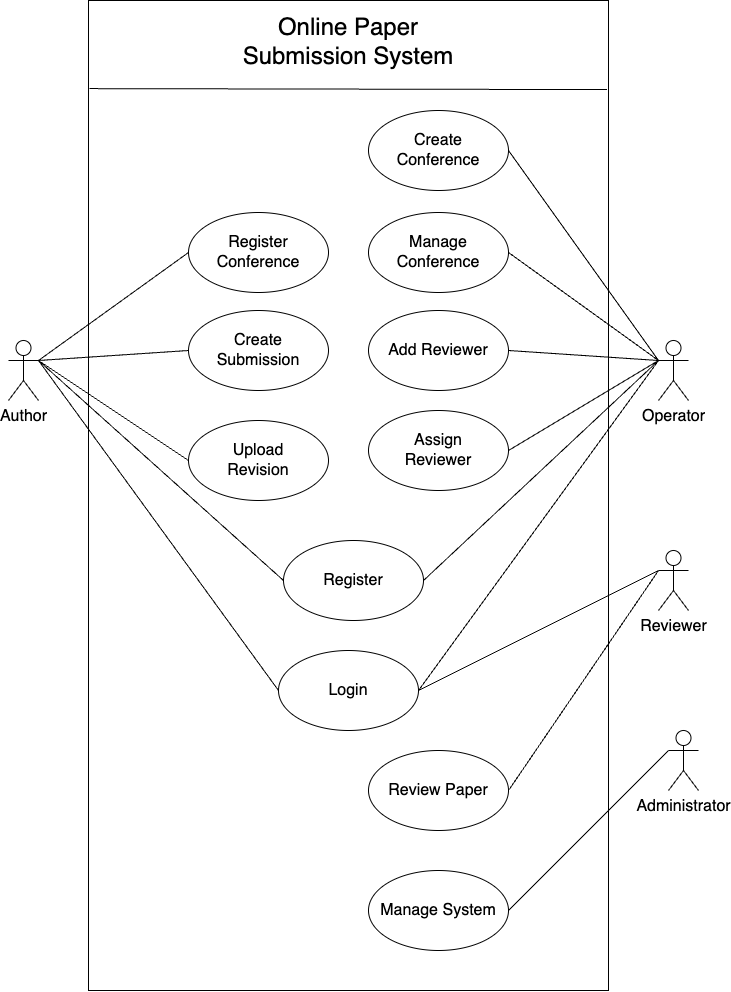 Online Paper
Submission System
Create
Conference
Register
Conference
Manage
Conference
Create
Submission
Add Reviewer
Author
Operator
Upload
Revision
Assign
Reviewer
Register
Reviewer
Login
Review Paper
Administrator
Manage System